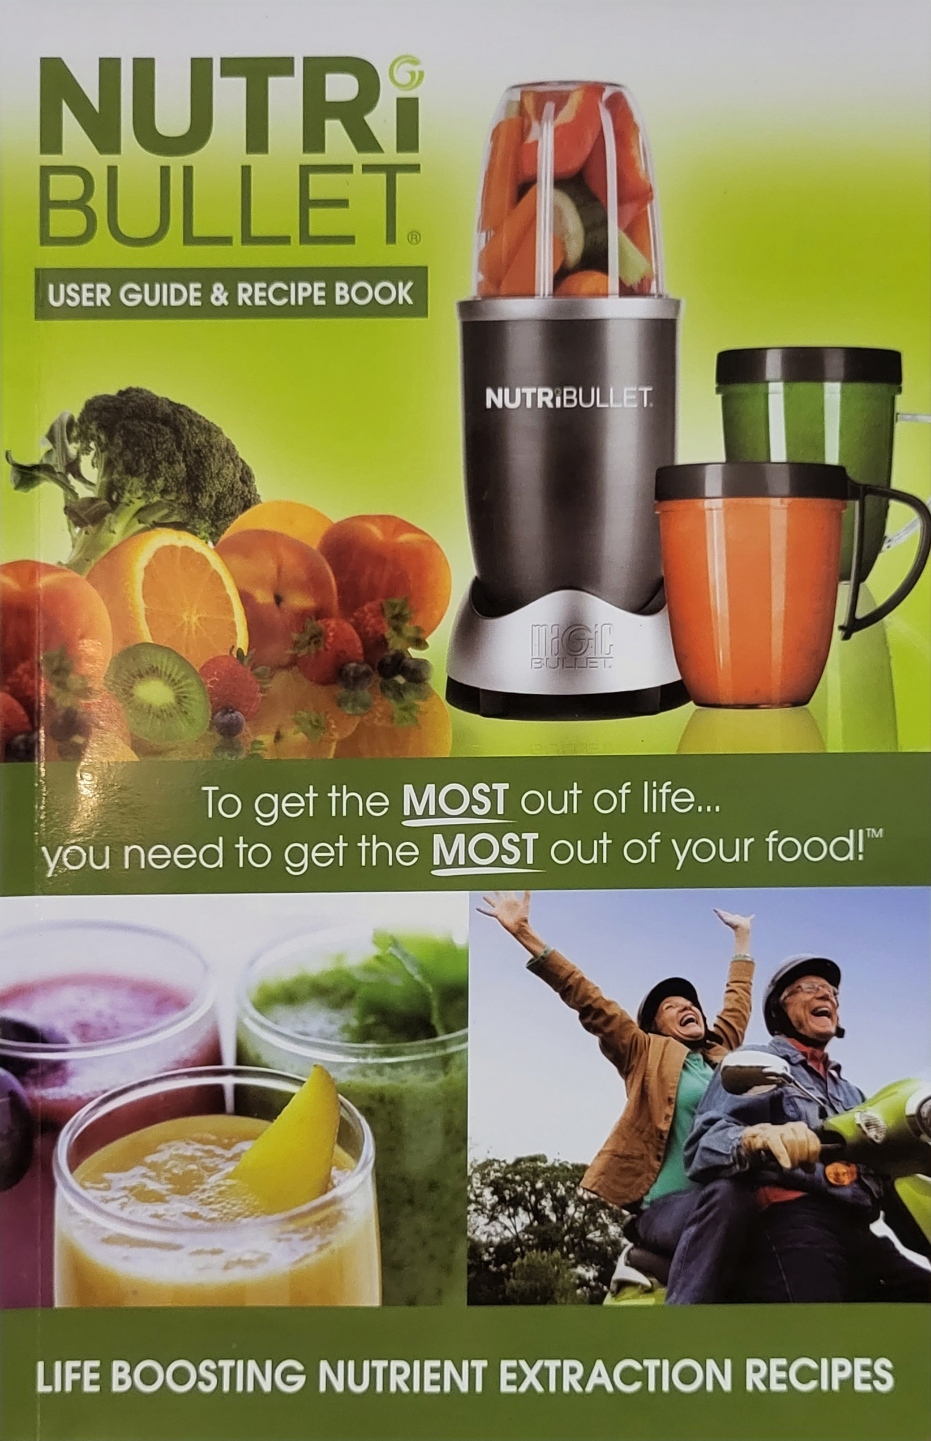 NUTRi
BULLET®
USER GUIDE & RECIPE BOOK
NUTRiBULLET.
MAGiC
BULLET.
To get the MOST out of life...
you need to get the MOST out of your food!™
LIFE BOOSTING NUTRIENT EXTRACTION RECIPES